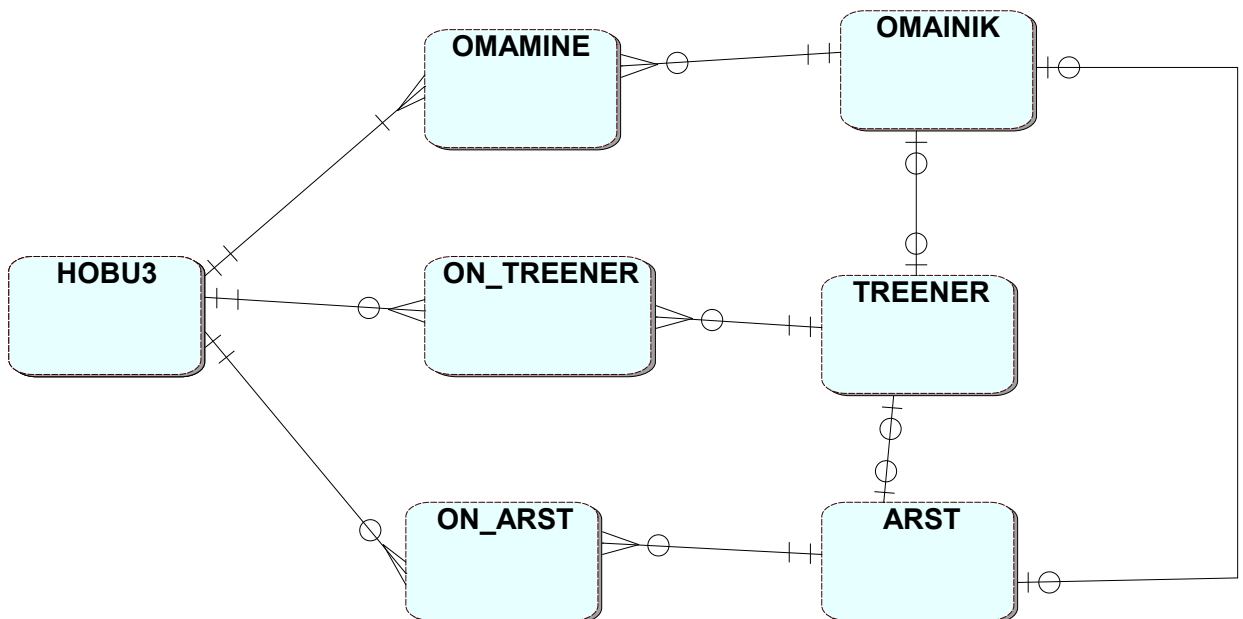 OMAMINE
OMAINIK
HOBU3
ON_TREENER
TREENER
ON_ARST
ARST